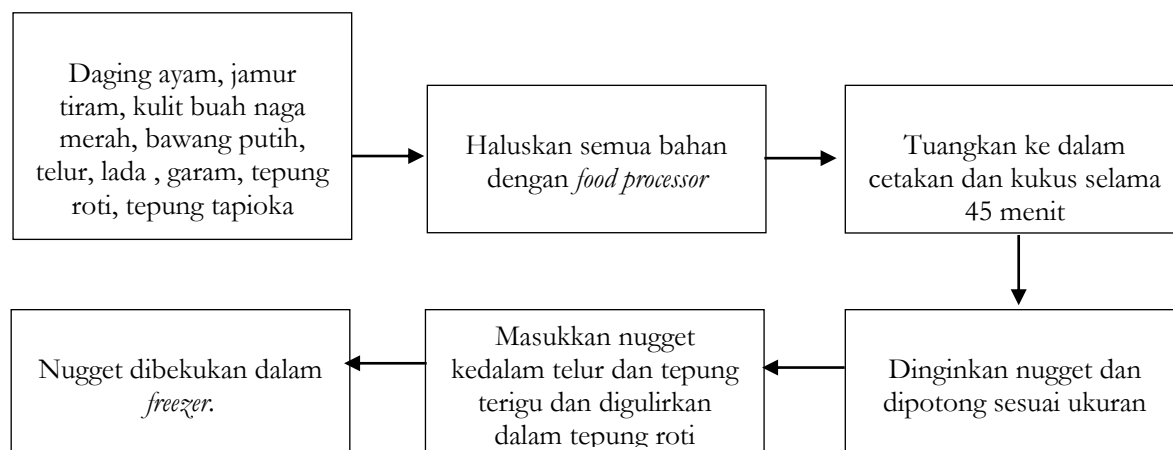 Daging ayam, jamur
tiram, kulit buah naga
merah, bawang putih,
telur, lada , garam, tepung
roti, tepung tapioka
Haluskan semua bahan
dengan food processor
Tuangkan ke dalam
cetakan dan kukus selama
45 menit
Dinginkan nugget dan
dipotong sesuai ukuran
Masukkan nugget
kedalam telur dan tepung
terigu dan digulirkan
dalam tepung roti
Nugget dibekukan dalam
freezer.